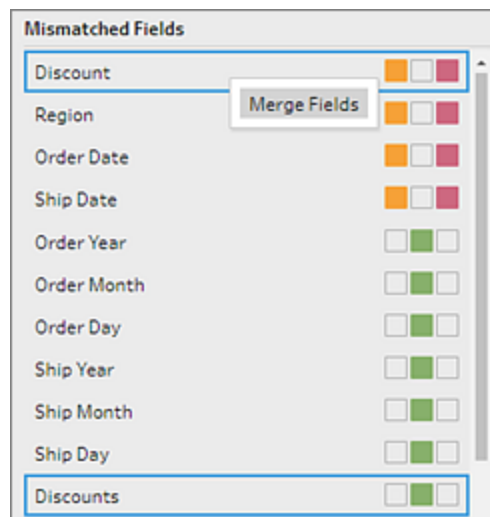 Mismatched Fields
Discount
Merge Fields
Region
Order Date
Ship Date
Order Year
Order Month
Order Day
Ship Year
Ship Month
Ship Day
Discounts